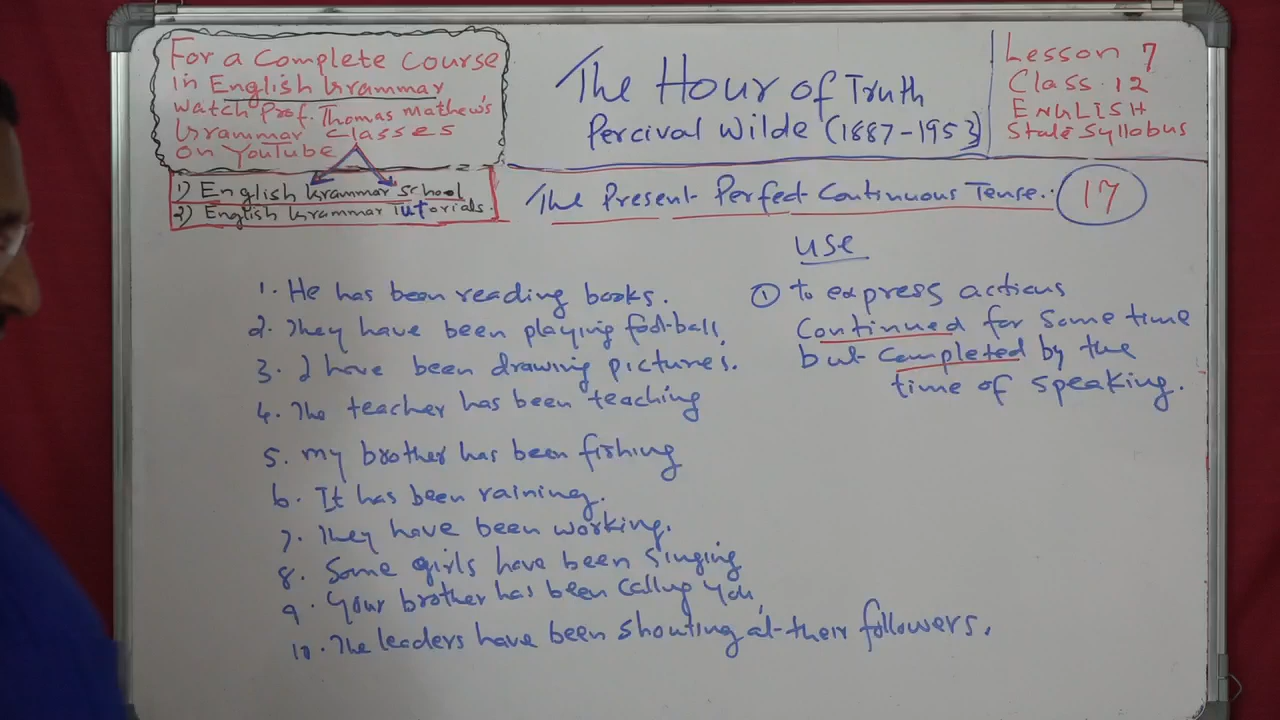 For a Complete Course
in English Grammar
watch Prof. Thomas Mathew's
Grammar Classes
on YouTube
1) English Grammar School
2) English Grammar Tutorials.
The Hour of Truth
Percival Wilde (1887-1953)
Lesson 7
Class. 12
ENGLISH
State Syllabus
The Present Perfect Continuous Tense.
17
USE
1. He has been reading books.
2. They have been playing foot-ball.
3. I have been drawing pictures.
4. The teacher has been teaching
5. my brother has been fishing
6. It has been raining.
7. They have been working.
8. Some girls have been singing
9. Your brother has been calling you.
10. The leaders have been shouting at their followers.
① to express actions
continued for some time
but completed by the
time of speaking.